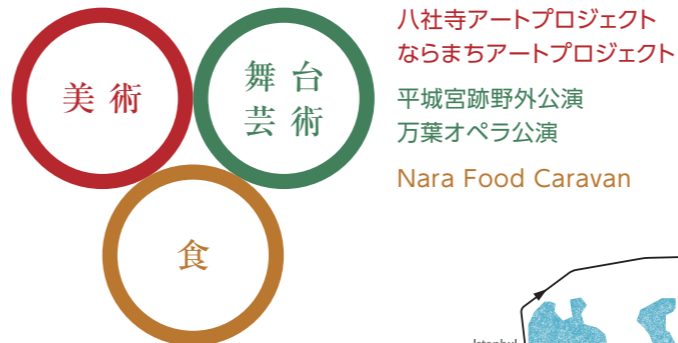 美術
舞台
芸術
食
八社寺アートプロジェクト
ならまちアートプロジェクト
平城宮跡野外公演
万葉オペラ公演
Nara Food Caravan
Istanbul